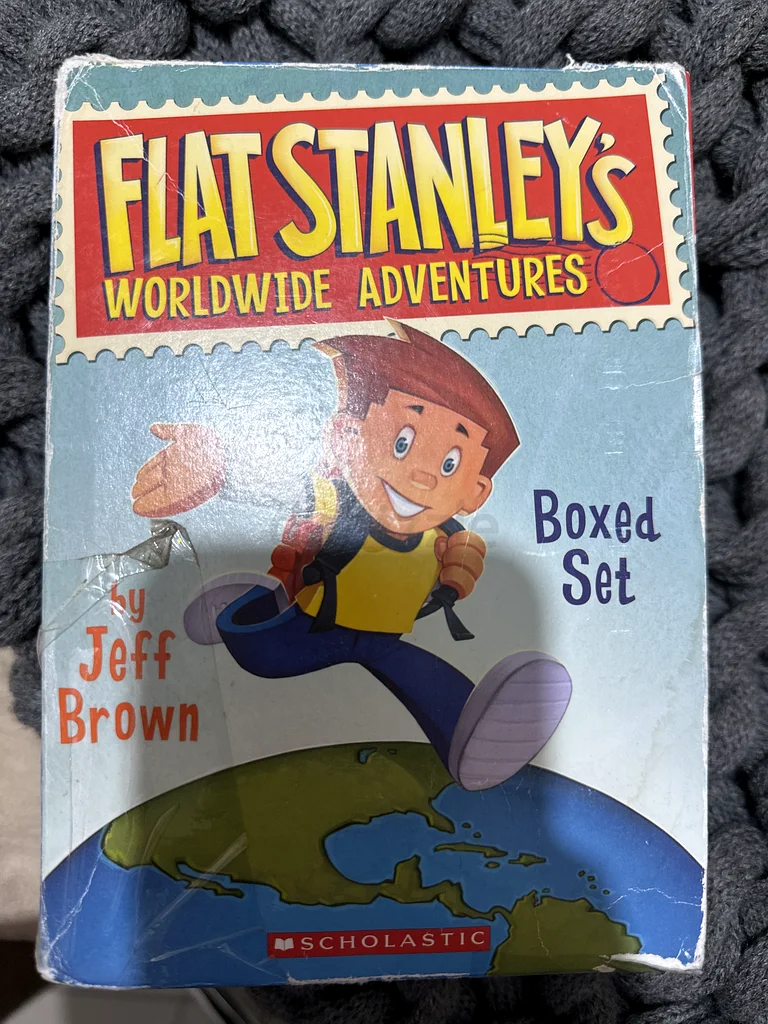 FLAT STANLEY'S
WORLDWIDE ADVENTURES
Boxed
Set
by
Jeff
Brown
SCHOLASTIC